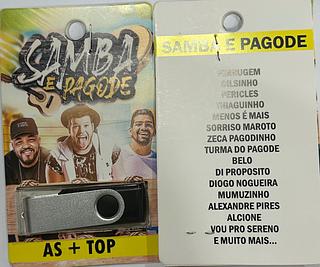 SAMBA
E PAGODE
AS + TOP
SAMBA E PAGODE
FERRUGEM
DILSINHO
PERICLES
THIAGUINHO
MENOS É MAIS
SORRISO MAROTO
ZECA PAGODINHO
TURMA DO PAGODE
BELO
DI PROPOSITO
DIOGO NOGUEIRA
MUMUZINHO
ALEXANDRE PIRES
ALCIONE
VOU PRO SERENO
E MUITO MAIS...